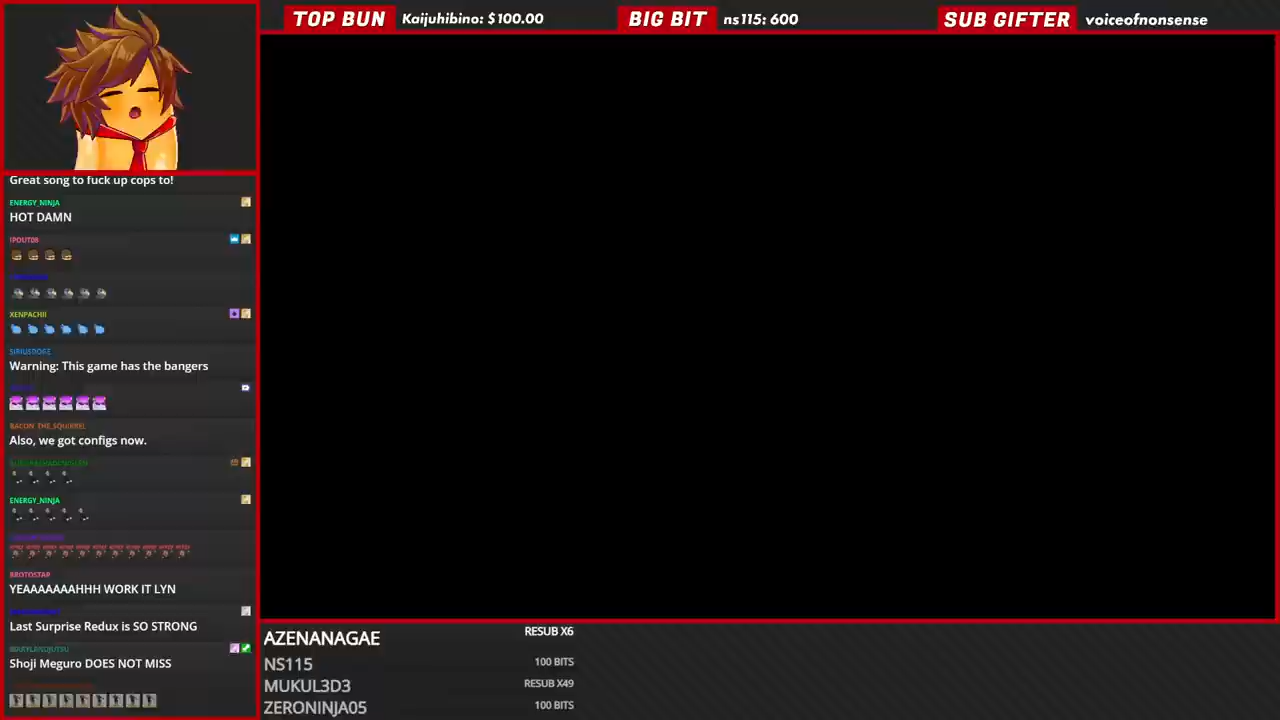 TOP BUN Kaijuhibino: $100.00 BIG BIT ns115: 600 SUB GIFTER voiceofnonsense
Great song to fuck up cops to!
ENERGY_NINJA
HOT DAMN
IPOUT08
XENPACHII
SIRIUSDOGE
Warning: This game has the bangers
BACON_THE_SQUIRREL
Also, we got configs now.
ENERGY_NINJA
BROTOSTAP
YEAAAAAAAHHH WORK IT LYN
Last Surprise Redux is SO STRONG
Shoji Meguro DOES NOT MISS
AZENANAGAE RESUB X6
NS115 100 BITS
MUKUL3D3 RESUB X49
ZERONINJA05 100 BITS